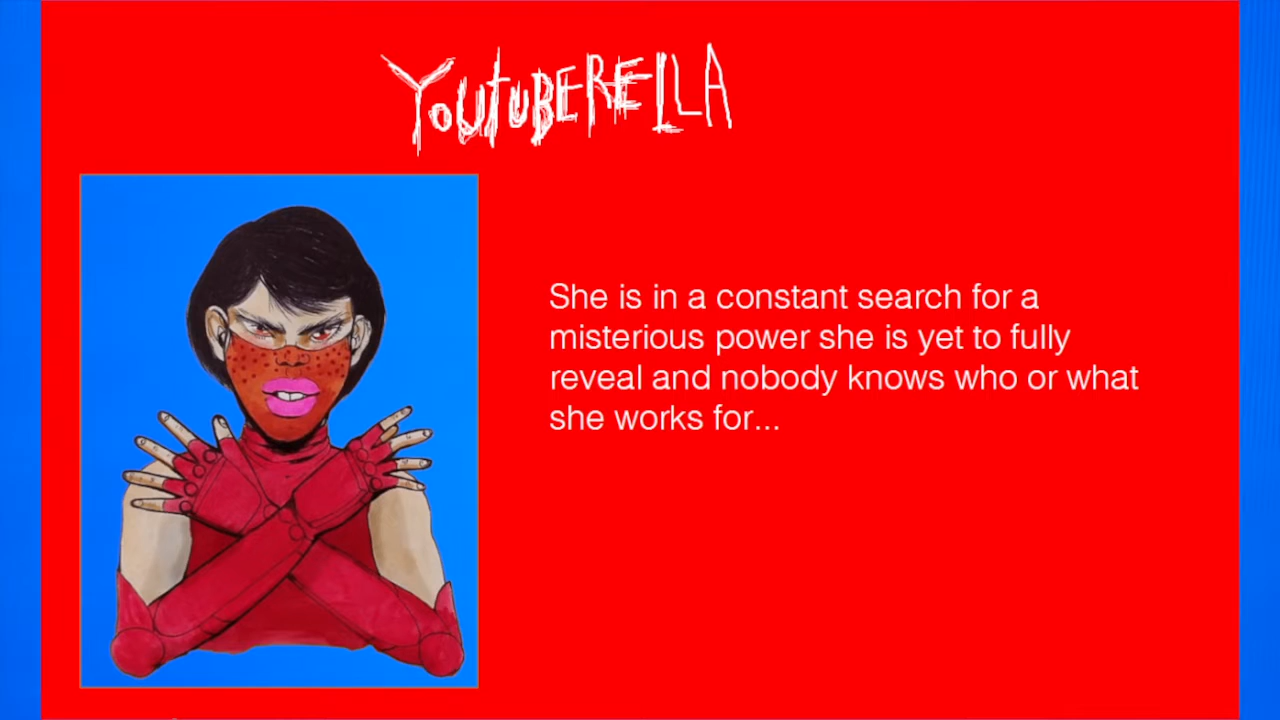 YOUTUBERELLA
She is in a constant search for a
misterious power she is yet to fully
reveal and nobody knows who or what
she works for...